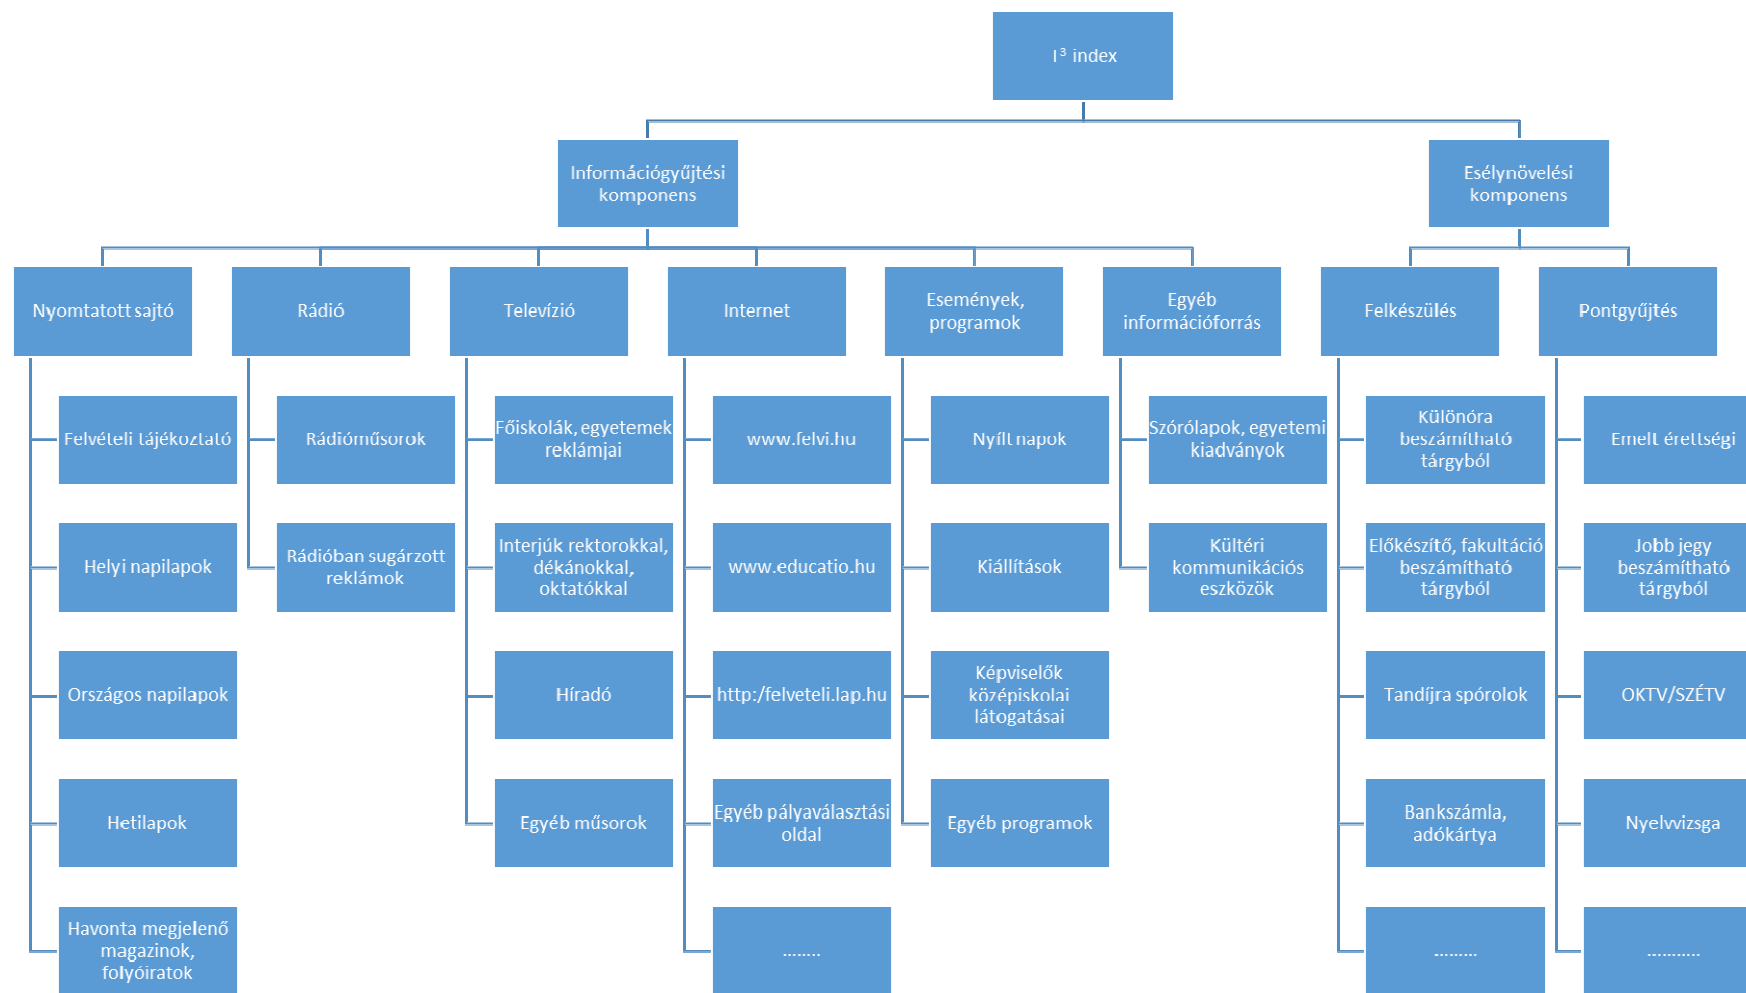 I³ index
Információgyűjtési
komponens
Esélynövelési
komponens
Nyomtatott sajtó
Rádió
Televízió
Internet
Események,
programok
Egyéb
információforrás
Felkészülés
Pontgyűjtés
Felvételi tájékoztató
Helyi napilapok
Országos napilapok
Hetilapok
Havonta megjelenő
magazinok,
folyóiratok
Rádióműsorok
Rádióban sugárzott
reklámok
Főiskolák, egyetemek
reklámjai
Interjúk rektorokkal,
dékánokkal,
oktatókkal
Híradó
Egyéb műsorok
www.felvi.hu
www.educatio.hu
http:/felveteli.lap.hu
Egyéb pályaválasztási
oldal
........
Nyílt napok
Kiállítások
Képviselők
középiskolai
látogatásai
Egyéb programok
Szórólapok, egyetemi
kiadványok
Kültéri
kommunikációs
eszközök
Különóra
beszámítható
tárgyból
Előkészítő, fakultáció
beszámítható
tárgyból
Tandíjra spórolok
Bankszámla,
adókártya
.........
Emelt érettségi
Jobb jegy
beszámítható
tárgyból
OKTV/SZÉTV
Nyelvvizsga
...........